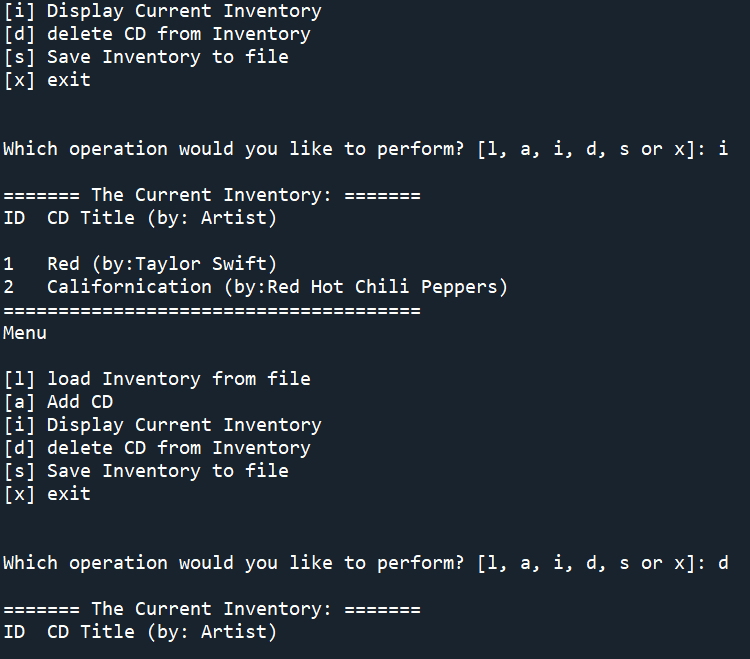 [i] Display Current Inventory
[d] delete CD from Inventory
[s] Save Inventory to file
[x] exit
Which operation would you like to perform? [l, a, i, d, s or x]: i
======= The Current Inventory: =======
ID  CD Title (by: Artist)
1   Red (by:Taylor Swift)
2   Californication (by:Red Hot Chili Peppers)
======================================
Menu
[l] load Inventory from file
[a] Add CD
[i] Display Current Inventory
[d] delete CD from Inventory
[s] Save Inventory to file
[x] exit
Which operation would you like to perform? [l, a, i, d, s or x]: d
======= The Current Inventory: =======
ID  CD Title (by: Artist)